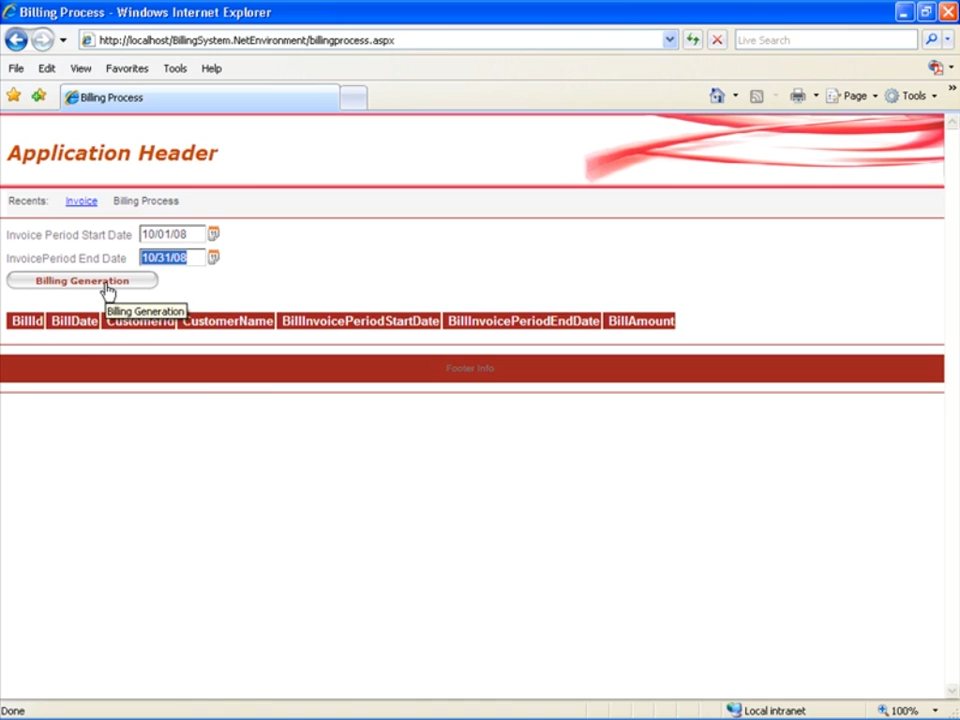 Billing Process - Windows Internet Explorer
http://localhost/BillingSystem.NetEnvironment/billingprocess.aspx
Live Search
File Edit View Favorites Tools Help
Billing Process
Page Tools
Application Header
Recents: Invoice Billing Process
Invoice Period Start Date 10/01/08
InvoicePeriod End Date 10/31/08
Billing Generation
Billing Generation
BillId BillDate CustomerId CustomerName BillInvoicePeriodStartDate BillInvoicePeriodEndDate BillAmount
Footer Info
Done Local intranet 100%